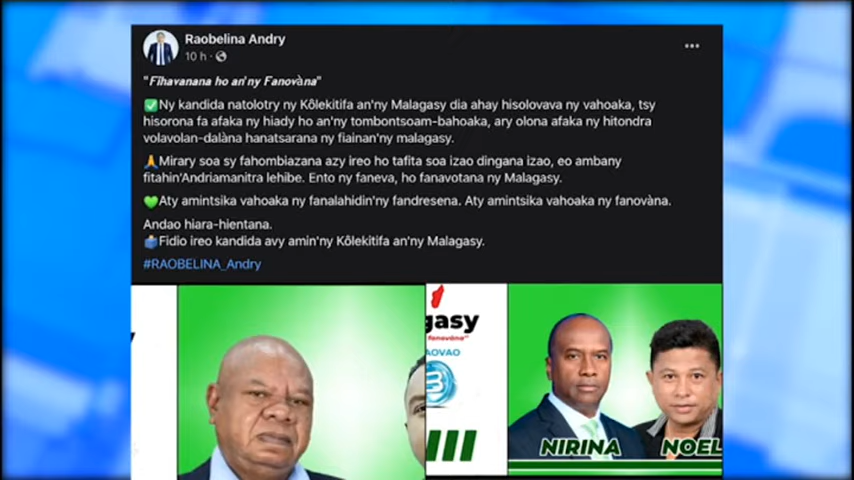 Raobelina Andry
10 h ·
"Fihavanana ho an'ny Fanovàna"
✅Ny kandida natolotry ny Kôlekitifa an'ny Malagasy dia ahay hisolovava ny vahoaka, tsy
hisorona fa afaka ny hiady ho an'ny tombontsoam-bahoaka, ary olona afaka ny hitondra
volavolan-dalàna hanatsarana ny fiainan'ny malagasy.
🙏Mirary soa sy fahombiazana azy ireo ho tafita soa izao dingana izao, eo ambany
fitahin'Andriamanitra lehibe. Ento ny faneva, ho fanavotana ny Malagasy.
💚Aty amintsika vahoaka ny fanalahidin'ny fandresena. Aty amintsika vahoaka ny fanovàna.
Andao hiara-hientana.
🗳️Fidio ireo kandida avy amin'ny Kôlekitifa an'ny Malagasy.
#RAOBELINA_Andry
gasy
fanovàna"
AOVAO
3
NIRINA
NOEL